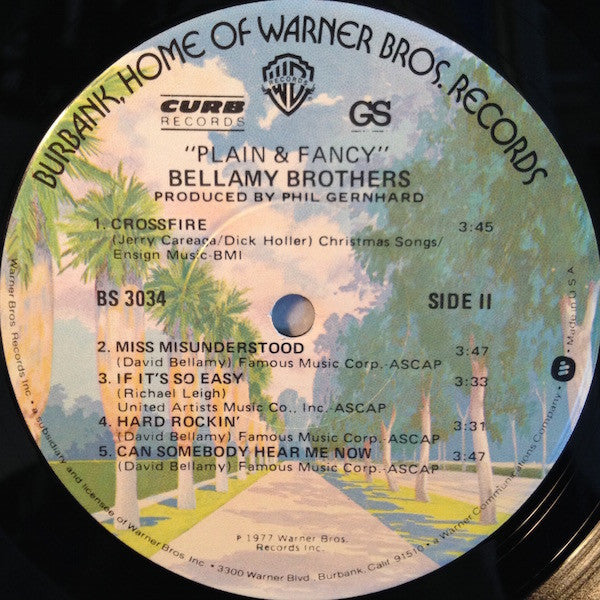 BURBANK, HOME OF WARNER BROS. RECORDS
CURB
RECORDS
RECORDS
GS
"PLAIN & FANCY"
BELLAMY BROTHERS
PRODUCED BY PHIL GERNHARD
1. CROSSFIRE 3:45
(Jerry Careaga/Dick Holler) Christmas Songs/
Ensign Music-BMI
BS 3034 SIDE II
2. MISS MISUNDERSTOOD 3:47
(David Bellamy) Famous Music Corp.-ASCAP
3. IF IT'S SO EASY 3:33
(Richael Leigh)
United Artists Music Co., Inc.-ASCAP
4. HARD ROCKIN' 3:31
(David Bellamy) Famous Music Corp.-ASCAP
5. CAN SOMEBODY HEAR ME NOW 3:47
(David Bellamy) Famous Music Corp.-ASCAP
℗ 1977 Warner Bros.
Records Inc.
Warner Bros. Records Inc. • a subsidiary and licensee of Warner Bros. Inc. • 3300 Warner Blvd., Burbank, Calif. 91510 • a Warner Communications Company • Made in U.S.A.